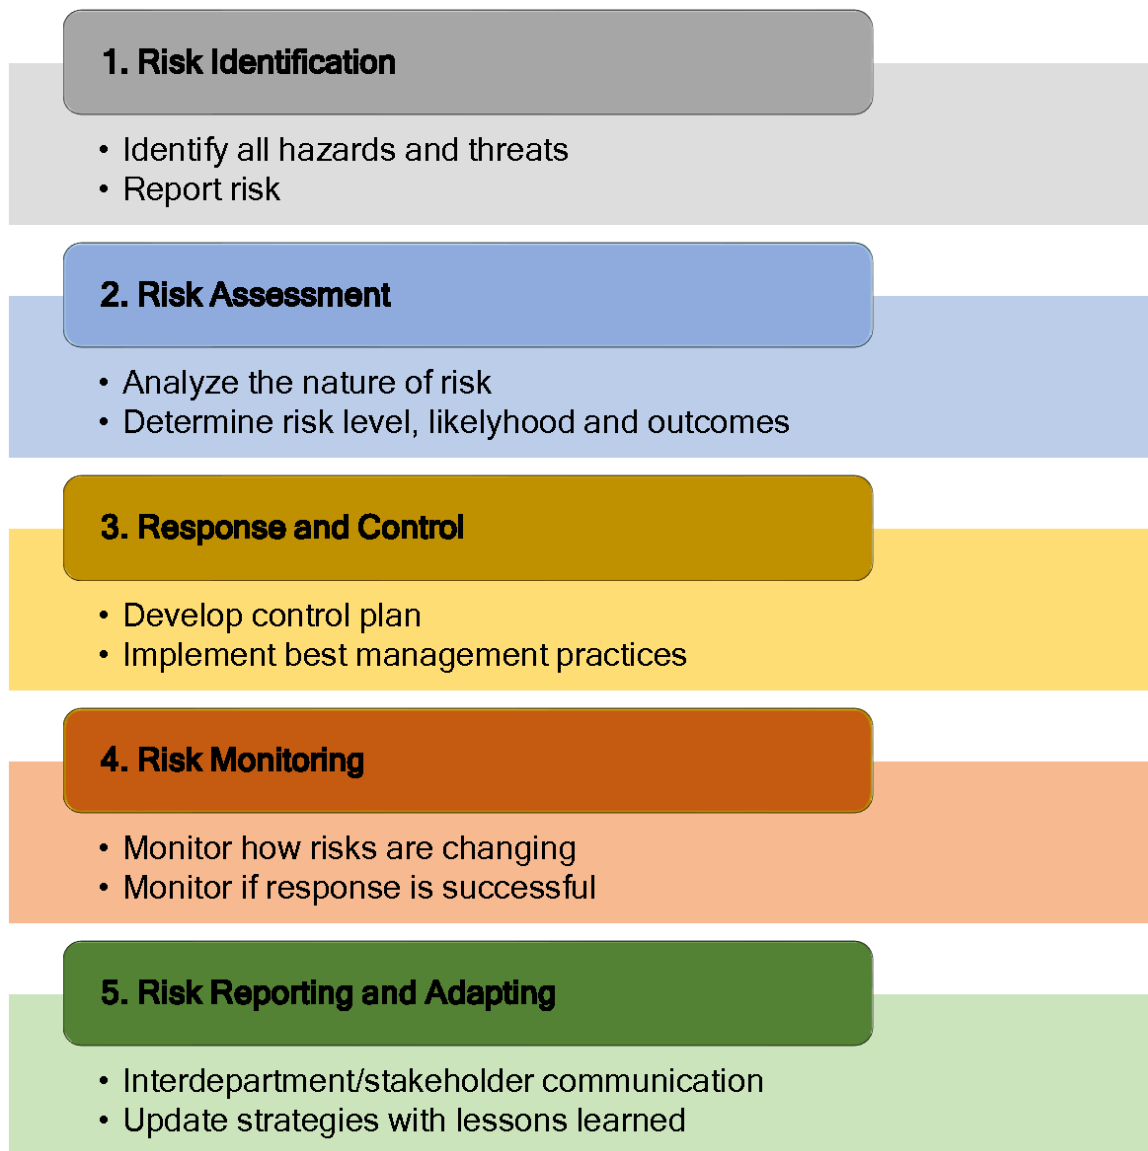 1. Risk Identification
• Identify all hazards and threats
• Report risk
2. Risk Assessment
• Analyze the nature of risk
• Determine risk level, likelyhood and outcomes
3. Response and Control
• Develop control plan
• Implement best management practices
4. Risk Monitoring
• Monitor how risks are changing
• Monitor if response is successful
5. Risk Reporting and Adapting
• Interdepartment/stakeholder communication
• Update strategies with lessons learned